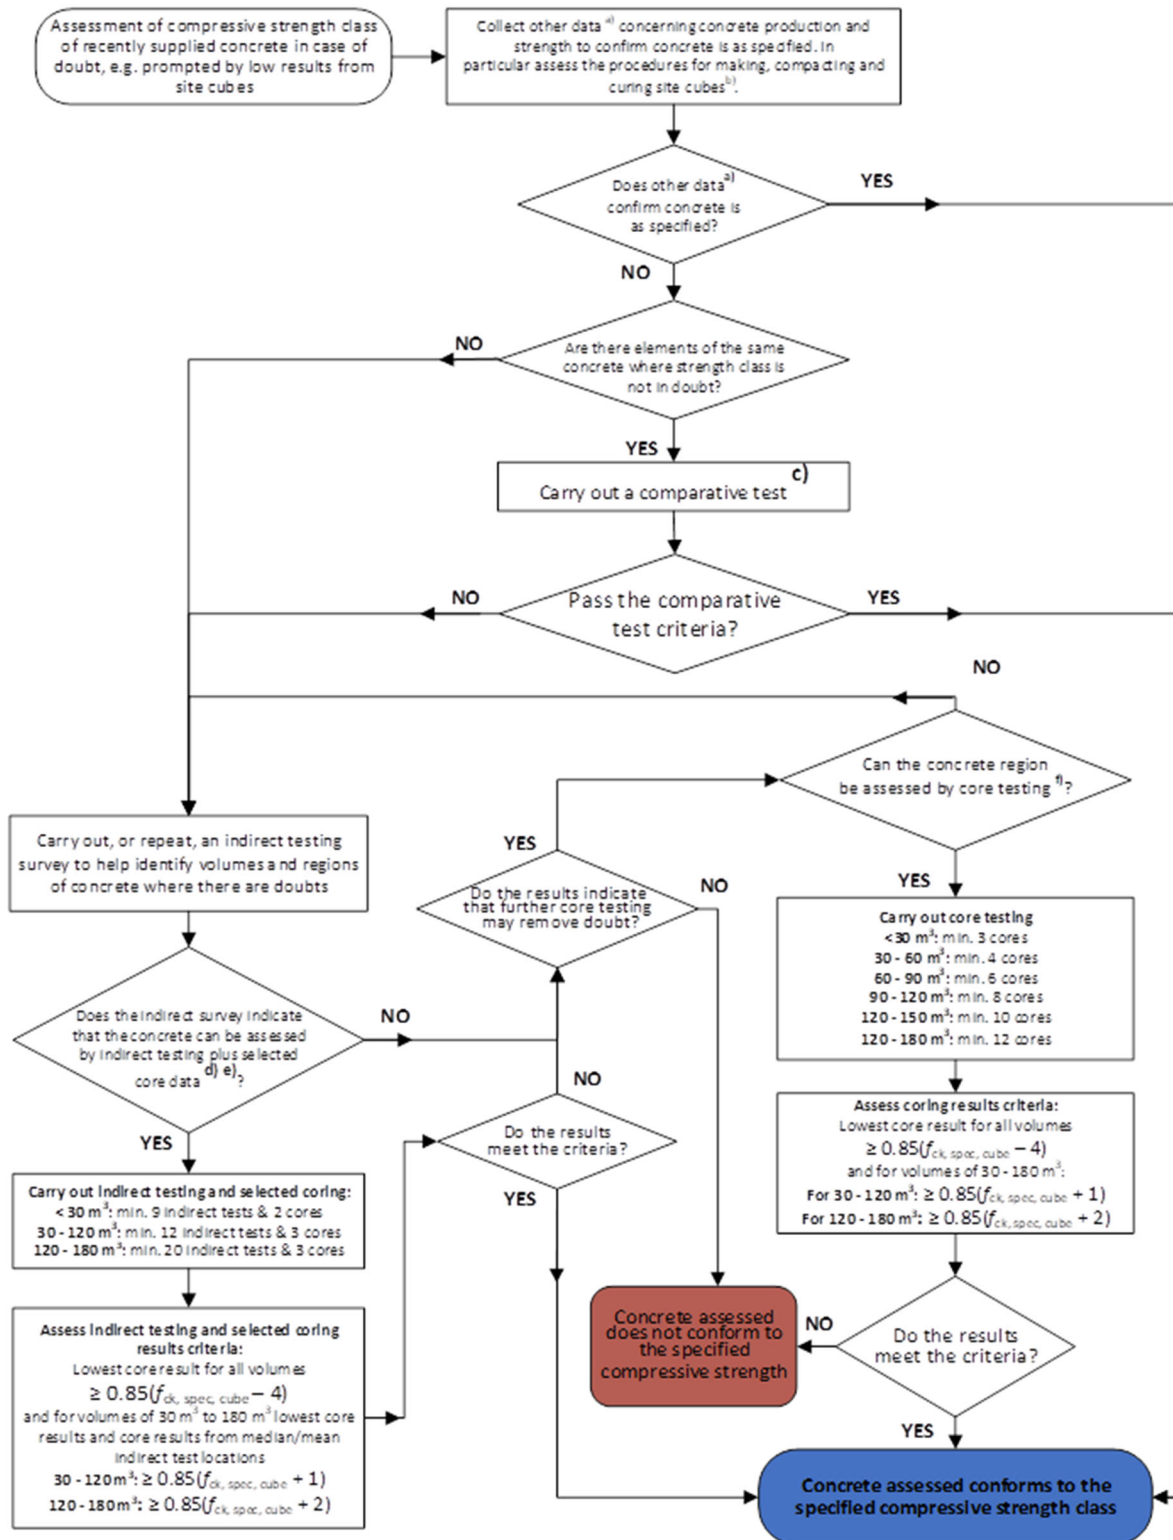 Assessment of compressive strength class
of recently supplied concrete in case of
doubt, e.g. prompted by low results from
site cubes
Collect other data a) concerning concrete production and
strength to confirm concrete is as specified. In
particular assess the procedures for making, compacting and
curing site cubes b).
Does other data a)
confirm concrete is
as specified?
YES
NO
Are there elements of the same
concrete where strength class is
not in doubt?
NO
YES
Carry out a comparative test c)
Pass the comparative
test criteria?
NO
YES
NO
Can the concrete region
be assessed by core testing f)?
YES
Carry out, or repeat, an indirect testing
survey to help identify volumes and regions
of concrete where there are doubts
YES
Do the results indicate
that further core testing
may remove doubt?
NO
Carry out core testing
<30 m³: min. 3 cores
30 - 60 m³: min. 4 cores
60 - 90 m³: min. 6 cores
90 - 120 m³: min. 8 cores
120 - 150 m³: min. 10 cores
120 - 180 m³: min. 12 cores
Does the indirect survey indicate
that the concrete can be assessed
by indirect testing plus selected
core data d) e)?
NO
YES
NO
Do the results
meet the criteria?
YES
Assess coring results criteria:
Lowest core result for all volumes
≥ 0.85(fck, spec, cube − 4)
and for volumes of 30 - 180 m³:
For 30 - 120 m³: ≥ 0.85(fck, spec, cube + 1)
For 120 - 180 m³: ≥ 0.85(fck, spec, cube + 2)
Carry out indirect testing and selected coring:
< 30 m³: min. 9 indirect tests & 2 cores
30 - 120 m³: min. 12 indirect tests & 3 cores
120 - 180 m³: min. 20 indirect tests & 3 cores
Assess indirect testing and selected coring
results criteria:
Lowest core result for all volumes
≥ 0.85(fck, spec, cube − 4)
and for volumes of 30 m³ to 180 m³ lowest core
results and core results from median/mean
indirect test locations
30 - 120 m³: ≥ 0.85(fck, spec, cube + 1)
120 - 180 m³: ≥ 0.85(fck, spec, cube + 2)
Concrete assessed
does not conform to
the specified
compressive strength
NO
Do the results
meet the criteria?
YES
Concrete assessed conforms to the
specified compressive strength class